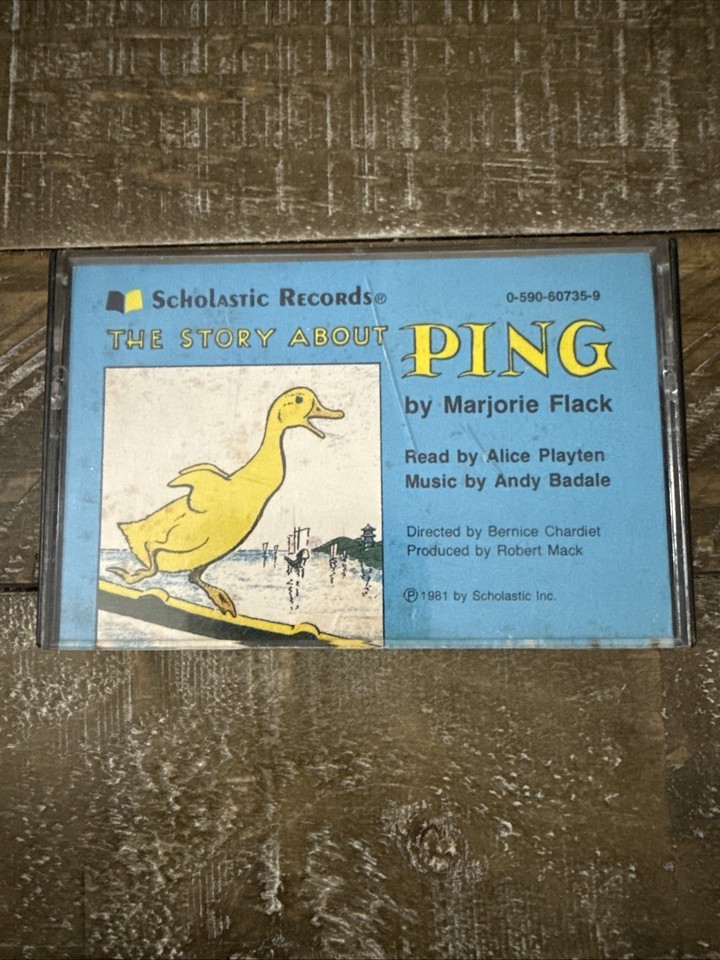 Scholastic Records®
0-590-60735-9
THE STORY ABOUT PING
by Marjorie Flack
Read by Alice Playten
Music by Andy Badale
Directed by Bernice Chardiet
Produced by Robert Mack
Ⓟ1981 by Scholastic Inc.